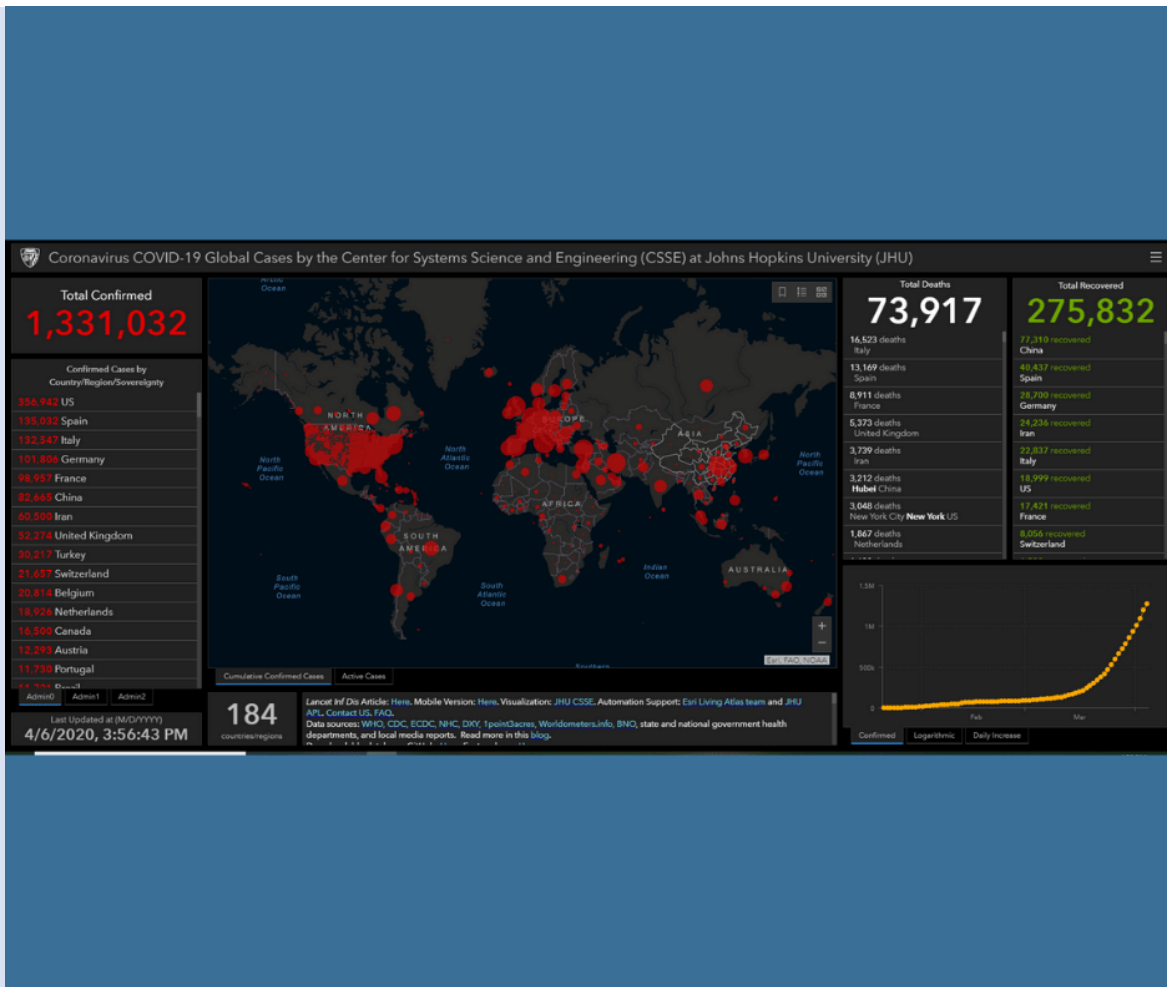 Coronavirus COVID-19 Global Cases by the Center for Systems Science and Engineering (CSSE) at Johns Hopkins University (JHU)
Total Confirmed
1,331,032
Confirmed Cases by
Country/Region/Sovereignty
356,942 US
135,032 Spain
132,547 Italy
101,806 Germany
98,957 France
82,665 China
60,500 Iran
52,274 United Kingdom
30,217 Turkey
21,657 Switzerland
20,814 Belgium
18,926 Netherlands
16,500 Canada
12,293 Austria
11,730 Portugal
Brazil
Admin0
Admin1
Admin2
Last Updated at (M/D/YYYY)
4/6/2020, 3:56:43 PM
Arctic
Ocean
NORTH
AMERICA
EUROPE
ASIA
North
Pacific
Ocean
North
Atlantic
Ocean
North
Pacific
Ocean
AFRICA
SOUTH
AMERICA
South
Pacific
Ocean
South
Atlantic
Ocean
Indian
Ocean
AUSTRALIA
Southern
+
−
Esri, FAO, NOAA
Cumulative Confirmed Cases
Active Cases
184
countries/regions
Lancet Inf Dis Article: Here. Mobile Version: Here. Visualization: JHU CSSE. Automation Support: Esri Living Atlas team and JHU
APL. Contact US. FAQ.
Data sources: WHO, CDC, ECDC, NHC, DXY, 1point3acres, Worldometers.info, BNO, state and national government health
departments, and local media reports. Read more in this blog.
Total Deaths
73,917
16,523 deaths
Italy
13,169 deaths
Spain
8,911 deaths
France
5,373 deaths
United Kingdom
3,739 deaths
Iran
3,212 deaths
Hubei China
3,048 deaths
New York City New York US
1,867 deaths
Netherlands
Total Recovered
275,832
77,310 recovered
China
40,437 recovered
Spain
28,700 recovered
Germany
24,236 recovered
Iran
22,837 recovered
Italy
18,999 recovered
US
17,421 recovered
France
8,056 recovered
Switzerland
1.5M
1M
500k
0
Feb
Mar
Confirmed
Logarithmic
Daily Increase